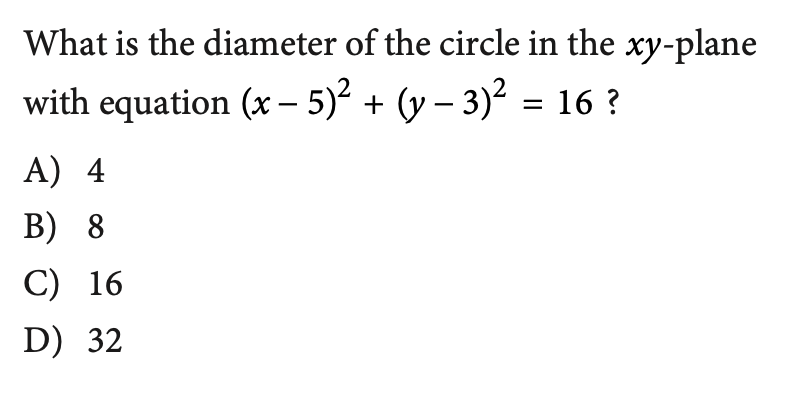 What is the diameter of the circle in the xy-plane
with equation (x – 5)² + (y – 3)² = 16 ?
A) 4
B) 8
C) 16
D) 32